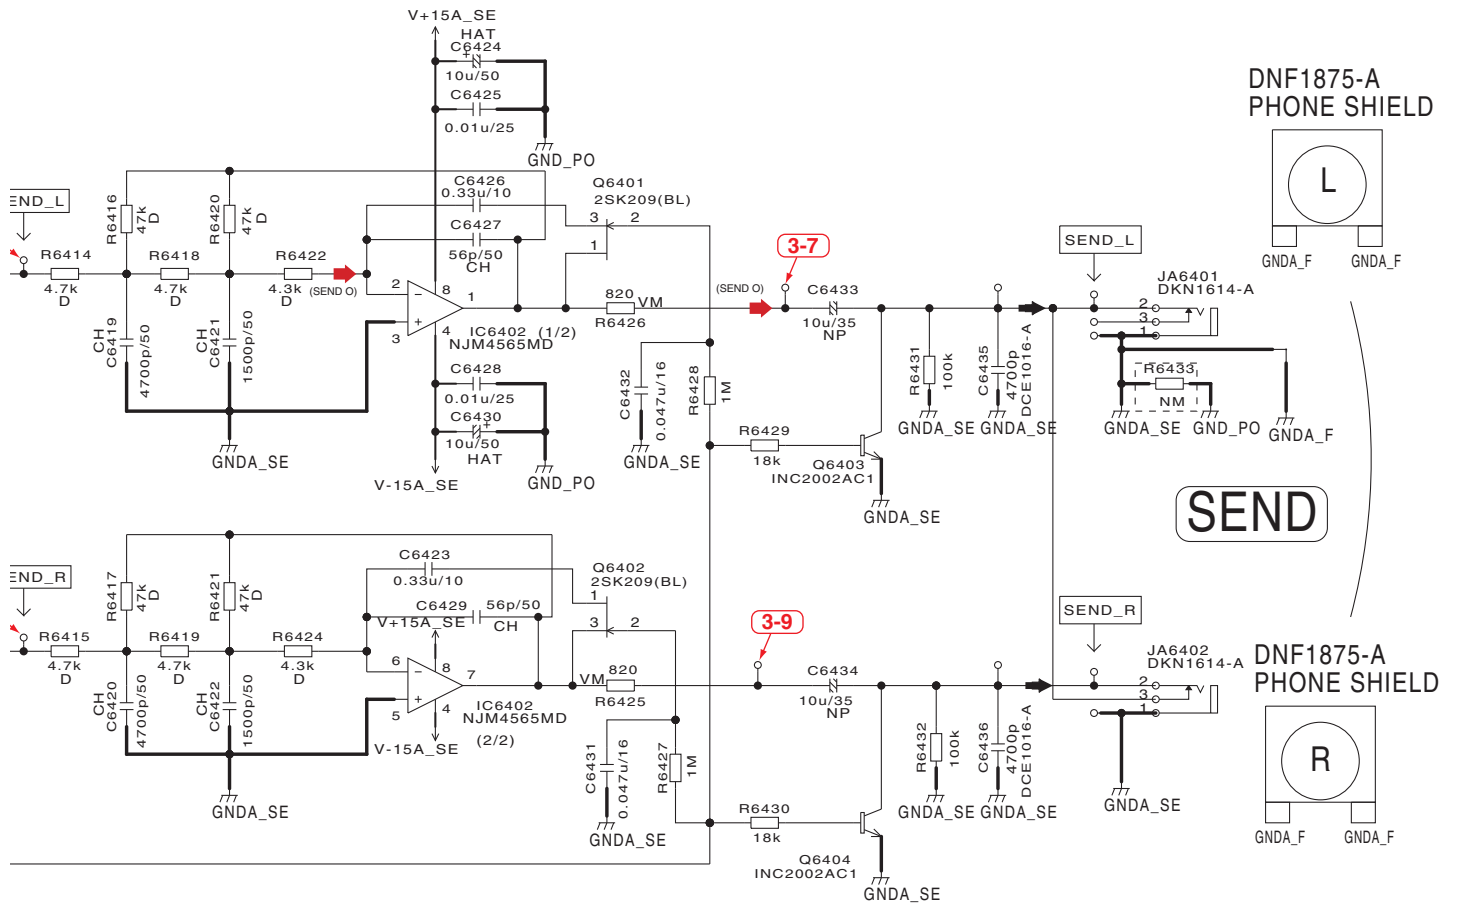 V+15A_SE
HAT
C6424
+
10u/50
C6425
0.01u/25
GND_PO
DNF1875-A
PHONE SHIELD
L
GNDA_F
GNDA_F
END_L
R6416
47k
D
R6420
47k
D
C6426
0.33u/10
C6427
56p/50
CH
Q6401
2SK209(BL)
3
2
1
R6414
4.7k
D
R6418
4.7k
D
R6422
4.3k
D
(SEND O)
2
8
1
−
+
3
4
IC6402 (1/2)
NJM4565MD
820
VM
R6426
(SEND O)
3-7
C6433
10u/35
NP
SEND_L
JA6401
DKN1614-A
2
3
1
CH
C6419
4700p/50
CH
C6421
1500p/50
C6428
0.01u/25
C6430
+
10u/50
HAT
V-15A_SE
GND_PO
GNDA_SE
C6432
0.047u/16
GNDA_SE
R6428
1M
R6429
18k
Q6403
INC2002AC1
GNDA_SE
R6431
100k
GNDA_SE
C6435
4700p
DCE1016-A
GNDA_SE
R6433
NM
GNDA_SE
GND_PO
GNDA_F
SEND
END_R
R6417
47k
D
R6421
47k
D
C6423
0.33u/10
C6429
56p/50
CH
V+15A_SE
Q6402
2SK209(BL)
1
3
2
R6415
4.7k
D
R6419
4.7k
D
R6424
4.3k
D
6
8
7
−
+
5
4
IC6402
NJM4565MD
(2/2)
V-15A_SE
VM
820
R6425
3-9
C6434
10u/35
NP
SEND_R
JA6402
DKN1614-A
2
3
1
DNF1875-A
PHONE SHIELD
R
GNDA_F
GNDA_F
CH
C6420
4700p/50
CH
C6422
1500p/50
GNDA_SE
C6431
0.047u/16
GNDA_SE
R6427
1M
R6430
18k
Q6404
INC2002AC1
GNDA_SE
R6432
100k
GNDA_SE
C6436
4700p
DCE1016-A
GNDA_SE
GNDA_SE